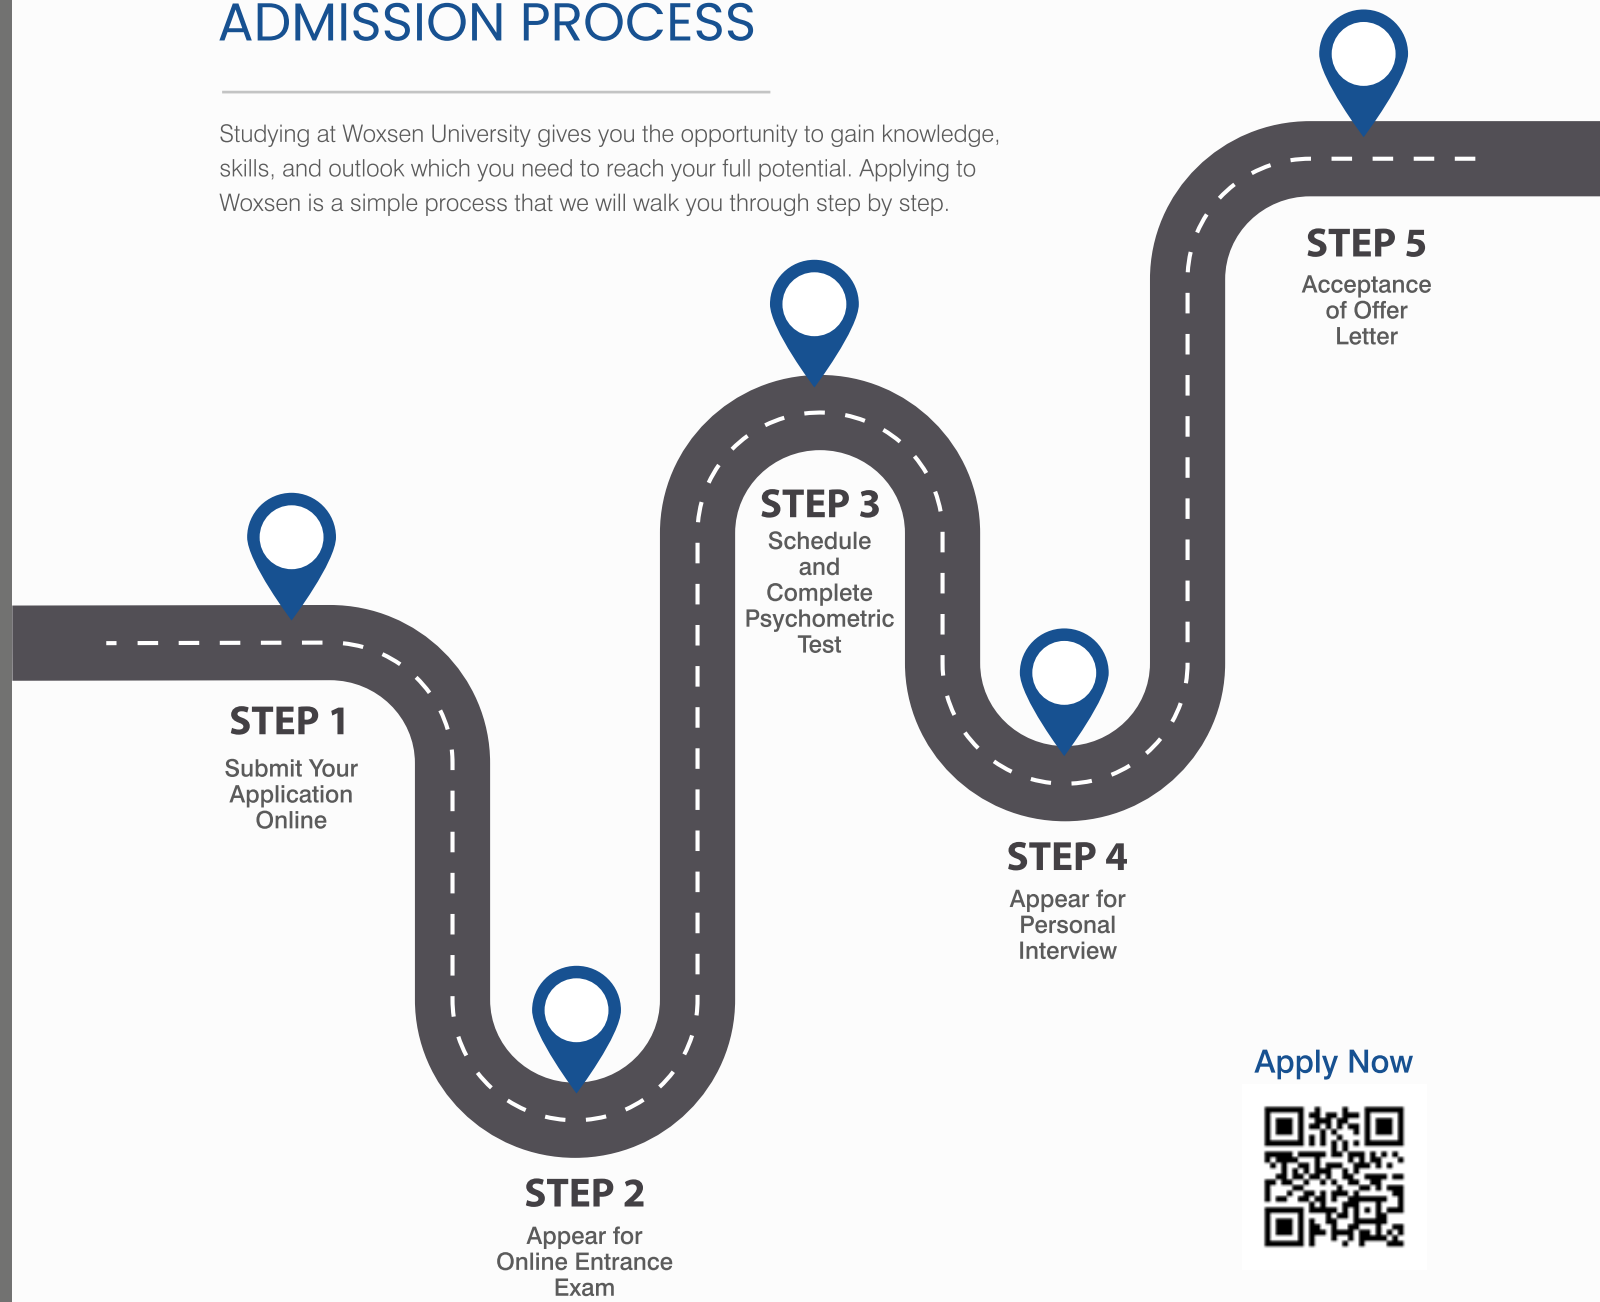 ADMISSION PROCESS
Studying at Woxsen University gives you the opportunity to gain knowledge,
skills, and outlook which you need to reach your full potential. Applying to
Woxsen is a simple process that we will walk you through step by step.
STEP 1
Submit Your
Application
Online
STEP 2
Appear for
Online Entrance
Exam
STEP 3
Schedule
and
Complete
Psychometric
Test
STEP 4
Appear for
Personal
Interview
STEP 5
Acceptance
of Offer
Letter
Apply Now